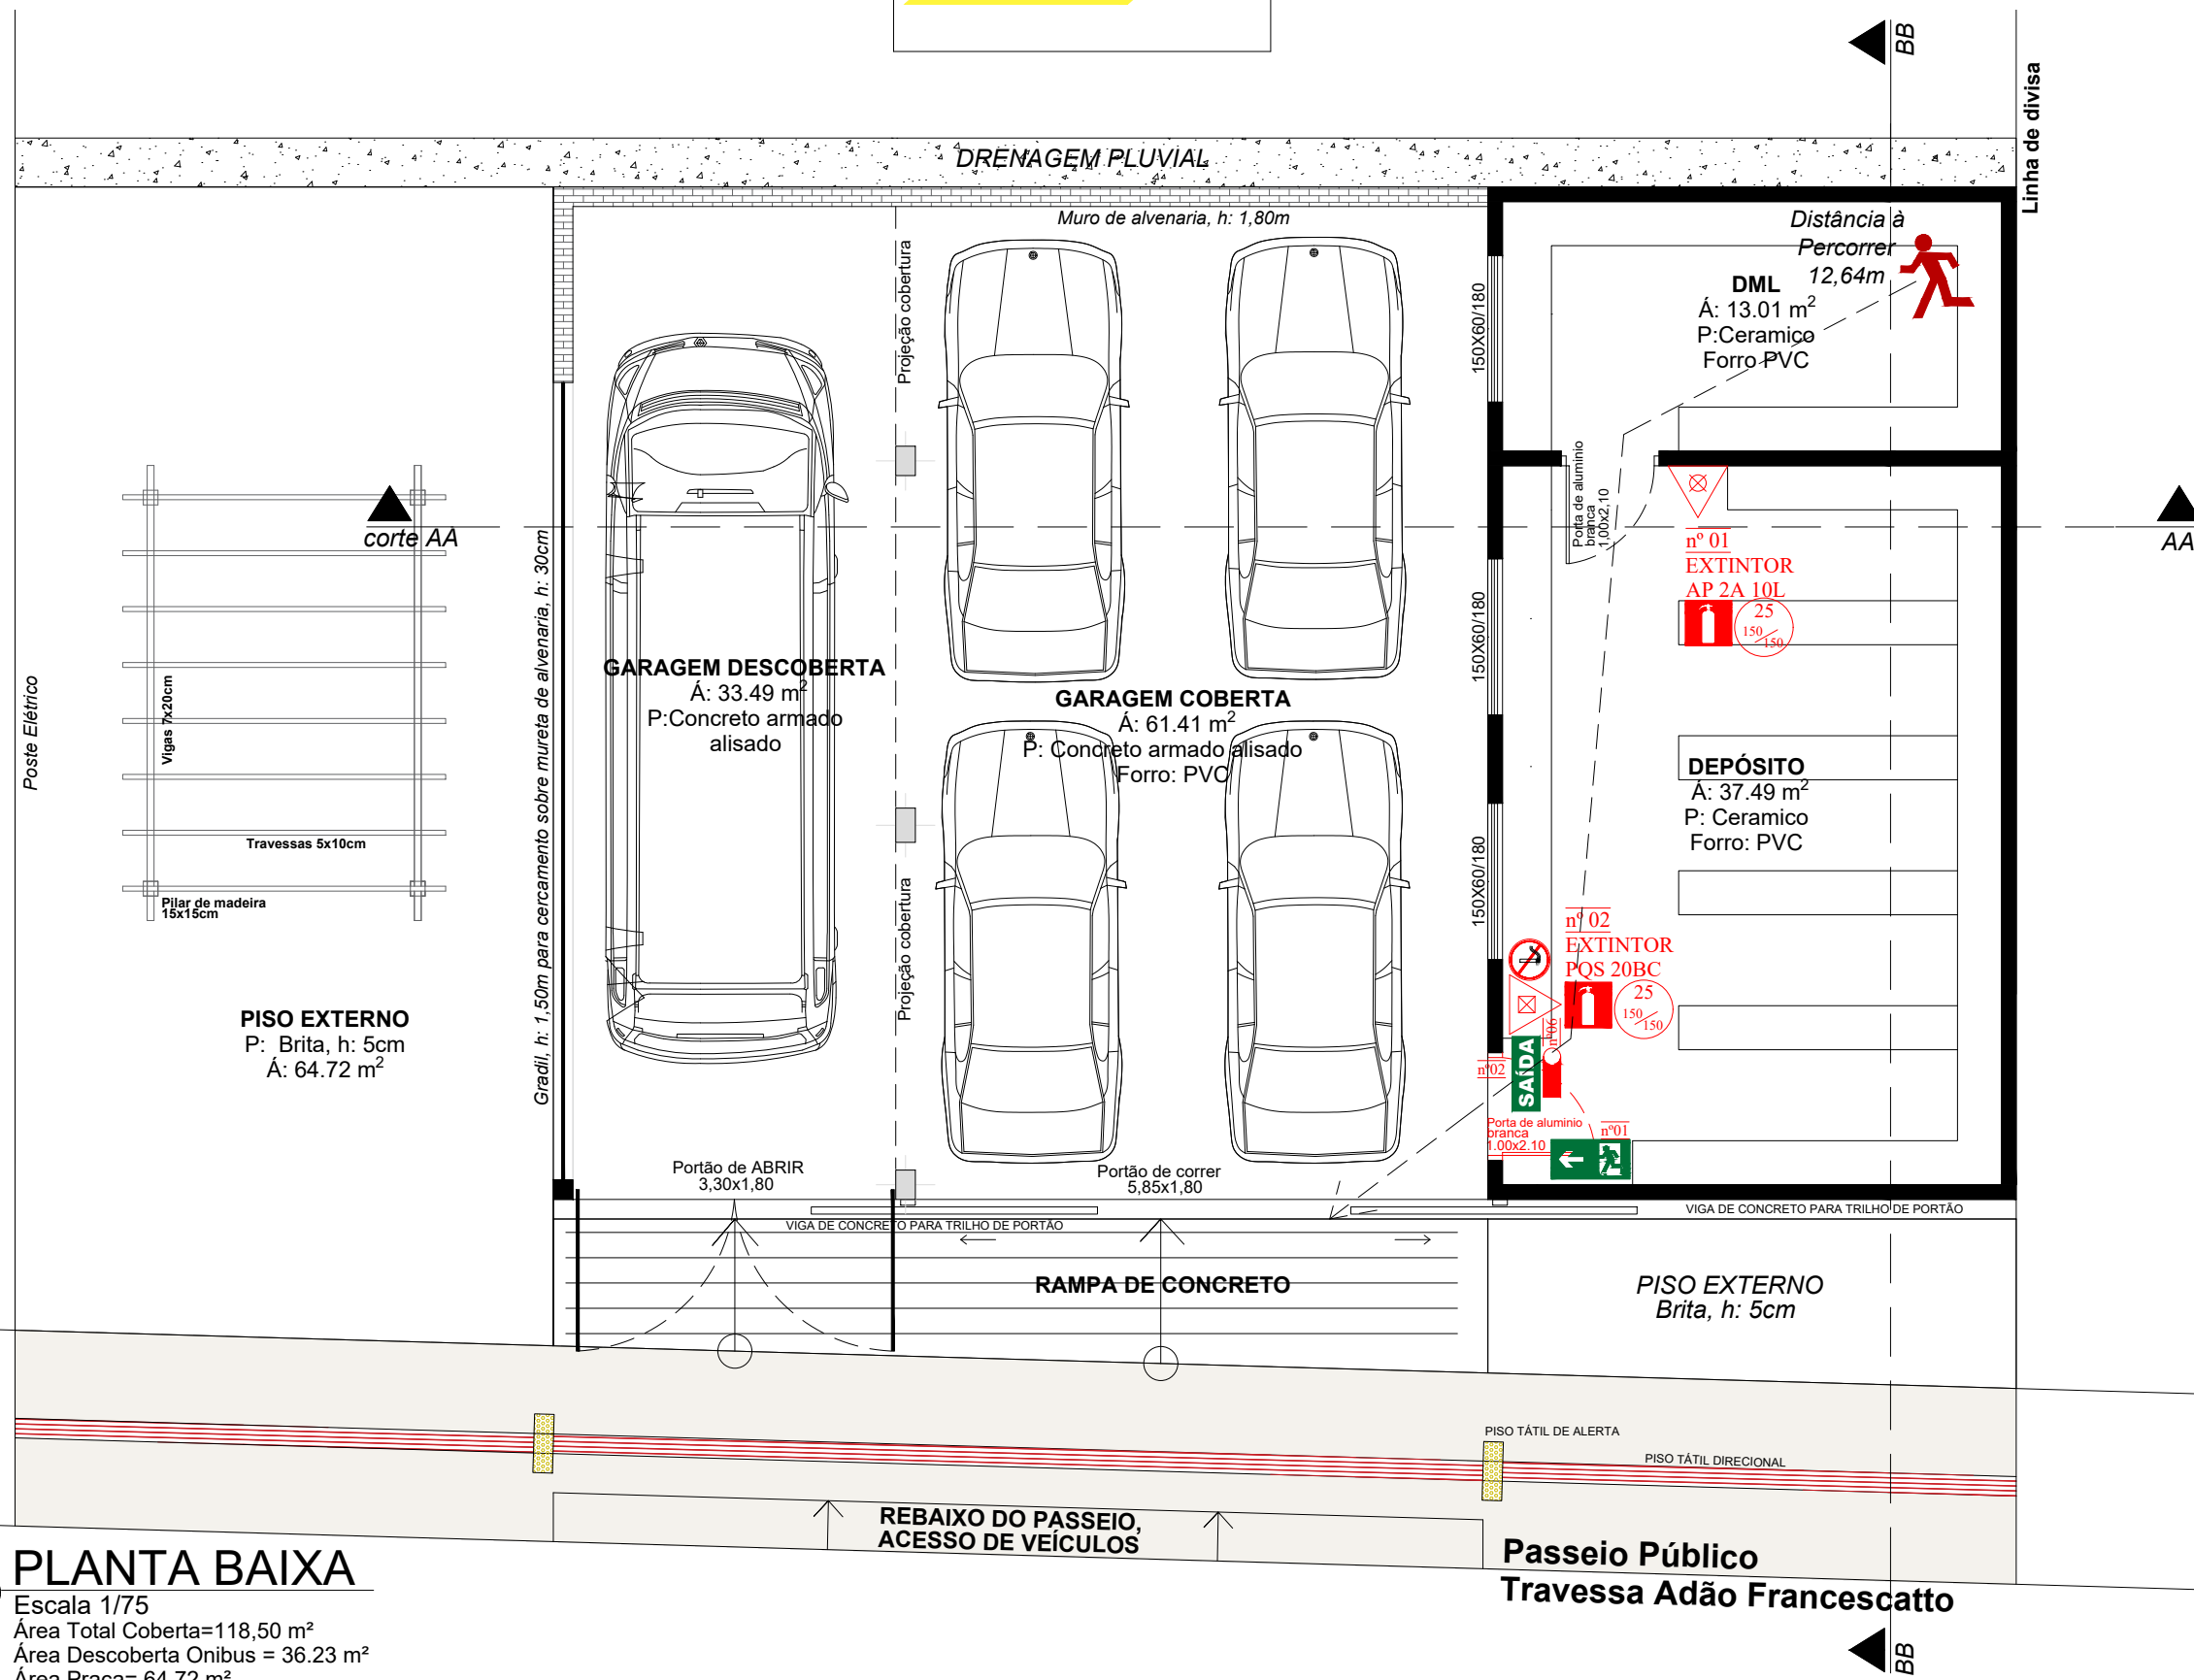 BB
Linha de divisa
DRENAGEM PLUVIAL
Muro de alvenaria, h: 1,80m
Distância à
Percorrer
12,64m
DML
Á: 13.01 m²
P:Ceramico
Forro PVC
Projeção cobertura
150X60/180
Porta de aluminio
branca
1,00x2,10
corte AA
AA
nº 01
EXTINTOR
AP 2A 10L
25
150/150
Gradil, h: 1,50m para cercamento sobre mureta de alvenaria, h: 30cm
150X60/180
GARAGEM DESCOBERTA
Á: 33.49 m²
P:Concreto armado
alisado
GARAGEM COBERTA
Á: 61.41 m²
P: Concreto armado alisado
Forro: PVC
Poste Elétrico
Vigas 7x20cm
Travessas 5x10cm
Pilar de madeira
15x15cm
DEPÓSITO
Á: 37.49 m²
P: Ceramico
Forro: PVC
150X60/180
Projeção cobertura
nº 02
EXTINTOR
PQS 20BC
25
150/150
nº06
PISO EXTERNO
P: Brita, h: 5cm
Á: 64.72 m²
nº02
SAÍDA
Porta de aluminio
branca
1.00x2.10
nº01
Portão de ABRIR
3,30x1,80
Portão de correr
5,85x1,80
VIGA DE CONCRETO PARA TRILHO DE PORTÃO
VIGA DE CONCRETO PARA TRILHO DE PORTÃO
RAMPA DE CONCRETO
PISO EXTERNO
Brita, h: 5cm
PISO TÁTIL DE ALERTA
PISO TÁTIL DIRECIONAL
REBAIXO DO PASSEIO,
ACESSO DE VEÍCULOS
Passeio Público
Travessa Adão Francescatto
PLANTA BAIXA
Escala 1/75
Área Total Coberta=118,50 m²
Área Descoberta Onibus = 36.23 m²
Área Praça= 64.72 m²
BB